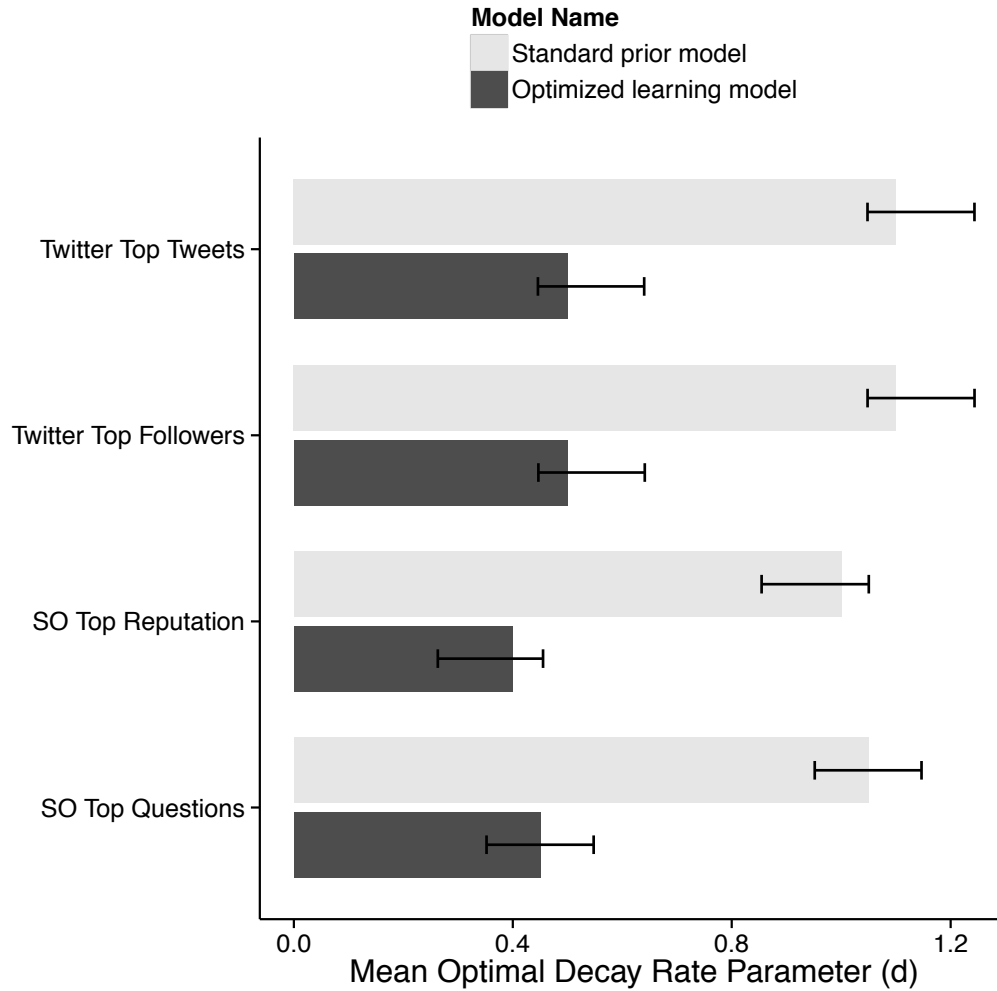 Model Name
Standard prior model
Optimized learning model
Twitter Top Tweets
Twitter Top Followers
SO Top Reputation
SO Top Questions
0.0 0.4 0.8 1.2
Mean Optimal Decay Rate Parameter (d)